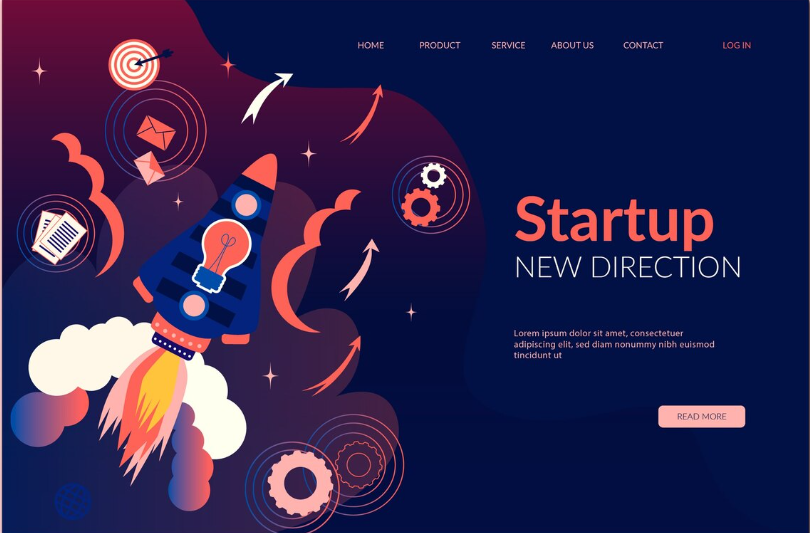 HOME PRODUCT SERVICE ABOUT US CONTACT LOG IN
Startup
NEW DIRECTION
Lorem ipsum dolor sit amet, consectetuer
adipiscing elit, sed diam nonummy nibh euismod
tincidunt ut
READ MORE